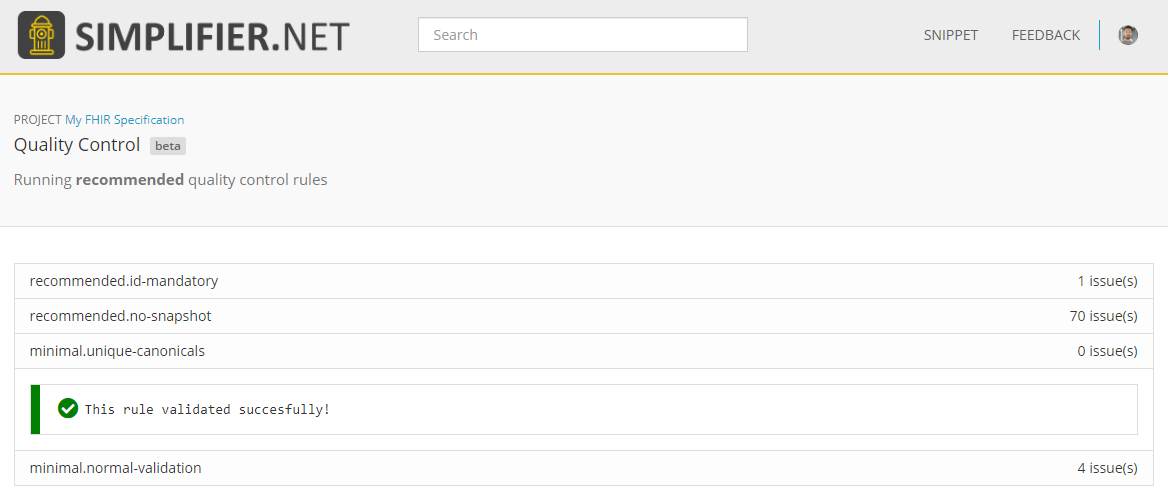 SIMPLIFIER.NET
Search
SNIPPET
FEEDBACK
PROJECT My FHIR Specification
Quality Control beta
Running recommended quality control rules
recommended.id-mandatory 1 issue(s)
recommended.no-snapshot 70 issue(s)
minimal.unique-canonicals 0 issue(s)
This rule validated succesfully!
minimal.normal-validation 4 issue(s)